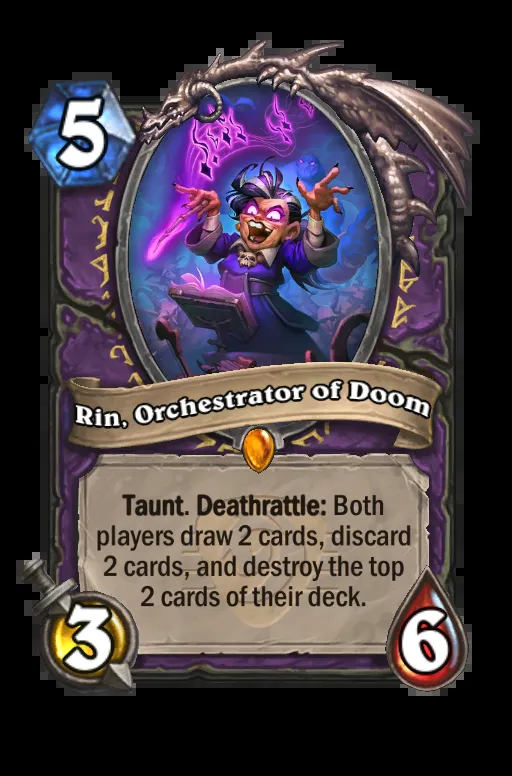 5
Rin, Orchestrator of Doom
Taunt. Deathrattle: Both
players draw 2 cards, discard
2 cards, and destroy the top
2 cards of their deck.
3
6